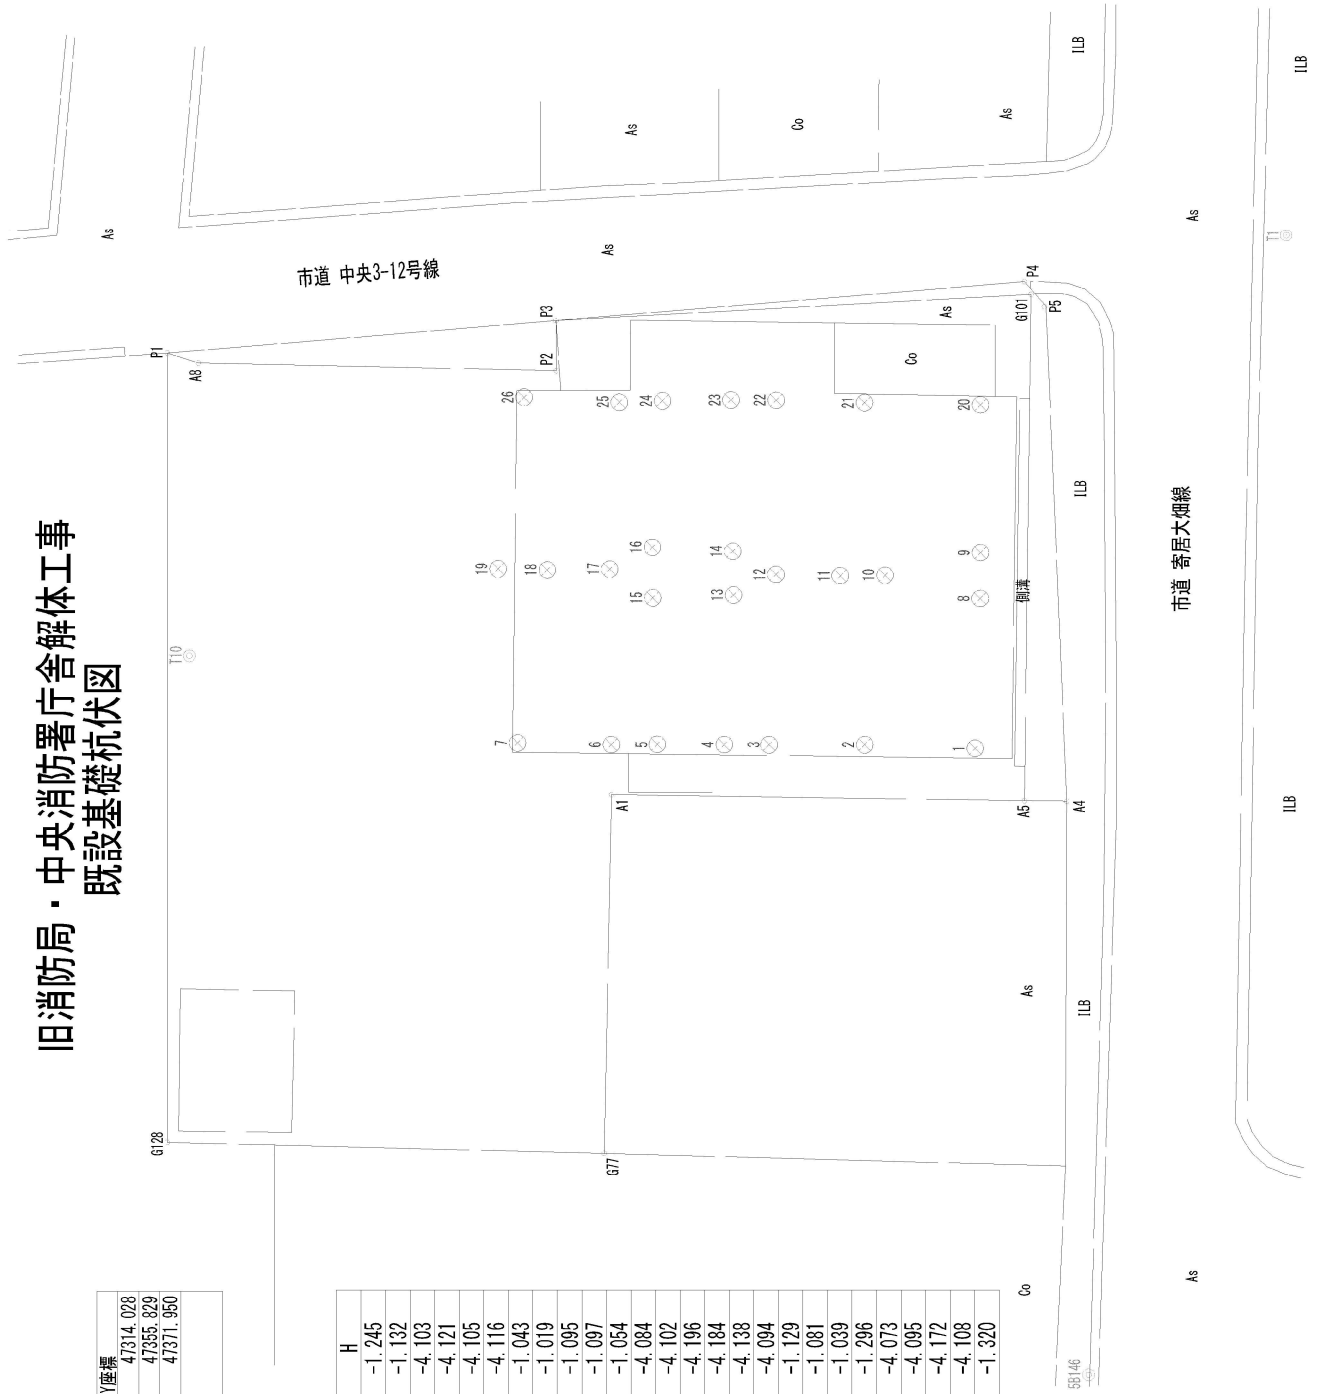 旧消防局・中央消防署庁舎解体工事
既設基礎杭伏図
Y座標
47314.028
47355.829
47371.950
H
-1.245
-1.132
-4.103
-4.121
-4.105
-4.116
-1.043
-1.019
-1.095
-1.097
-1.054
-4.084
-4.102
-4.196
-4.184
-4.138
-4.094
-1.129
-1.081
-1.039
-1.296
-4.073
-4.095
-4.172
-4.108
-1.320
市道 中央3-12号線
市道 寄居大畑線
側溝
G128
P1
A8
T10
P2
P3
P4
P5
G101
A1
A5
A4
G77
T1
5B146
1
2
3
4
5
6
7
8
9
10
11
12
13
14
15
16
17
18
19
20
21
22
23
24
25
26
As
As
As
Co
As
ILB
ILB
As
As
Co
ILB
ILB
As
ILB
Co
As